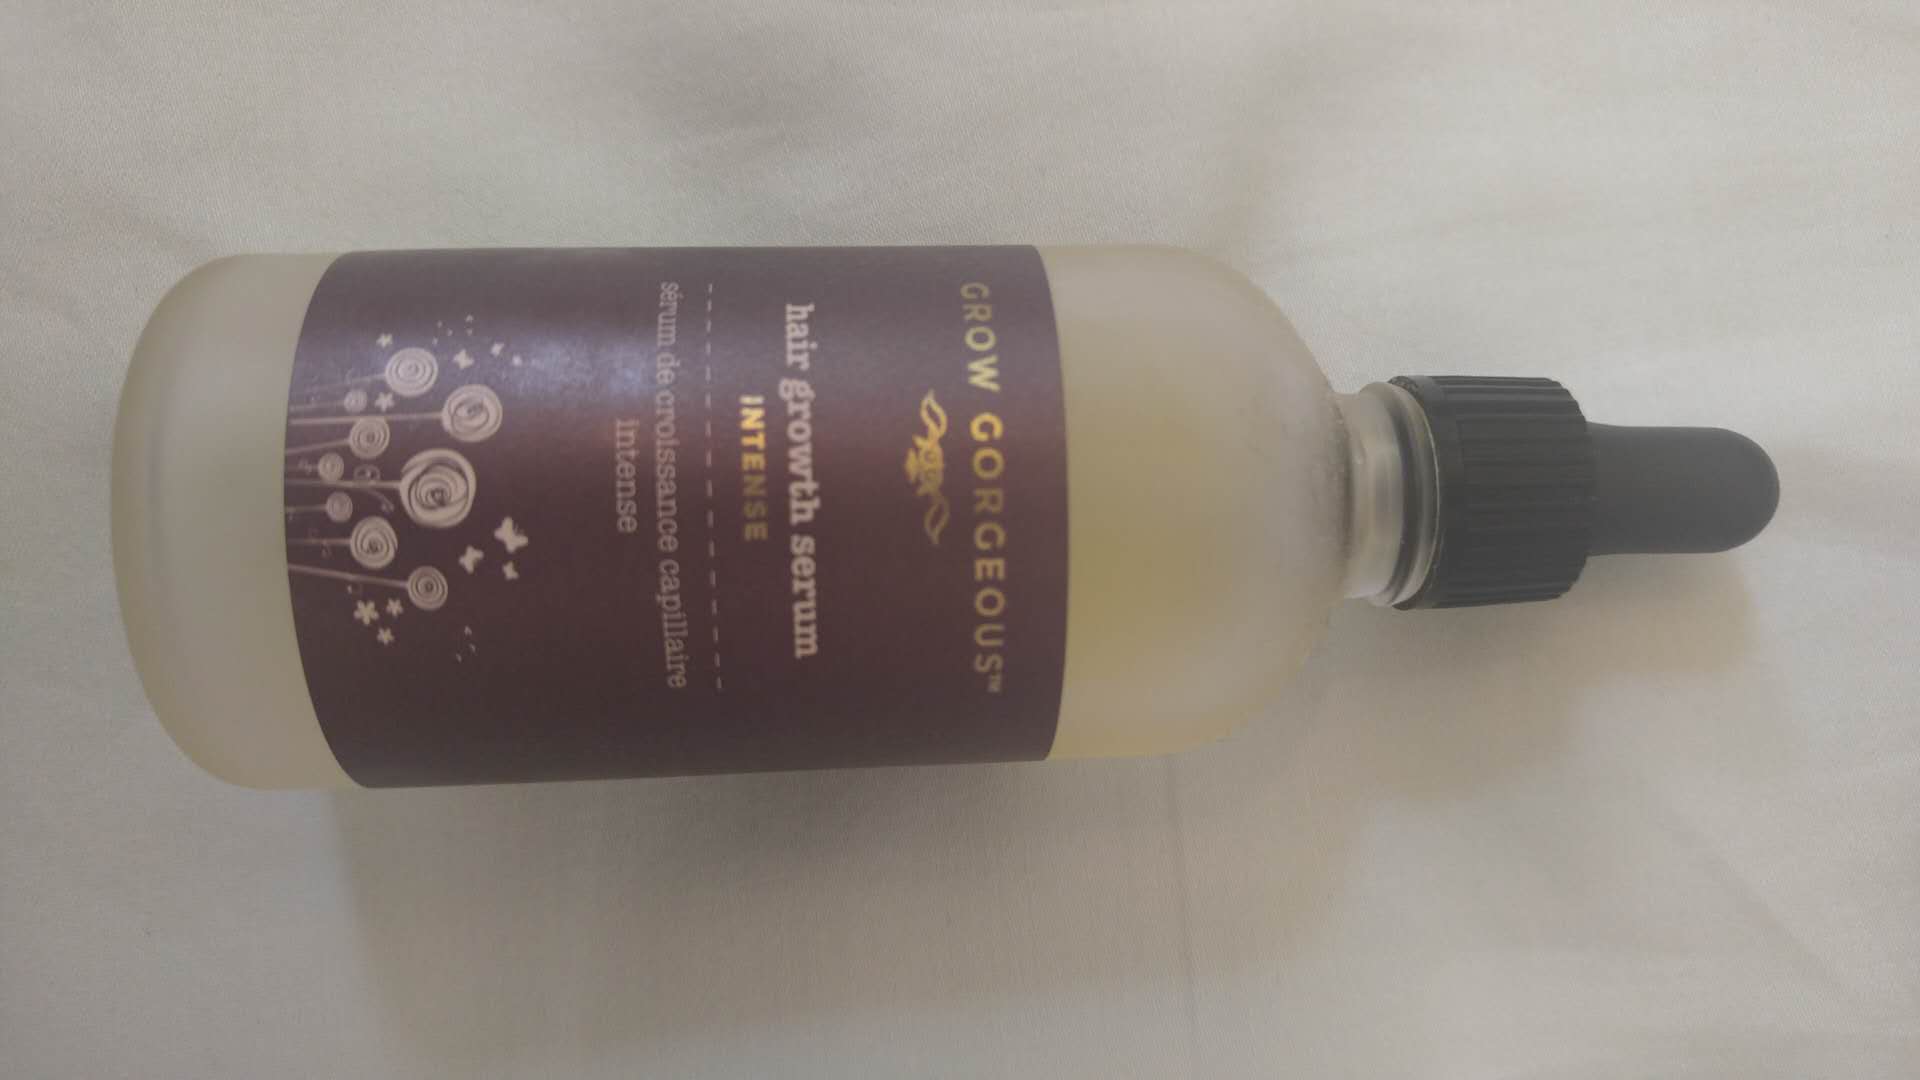 GROW GORGEOUS™
hair growth serum
INTENSE
sérum de croissance capillaire
intense